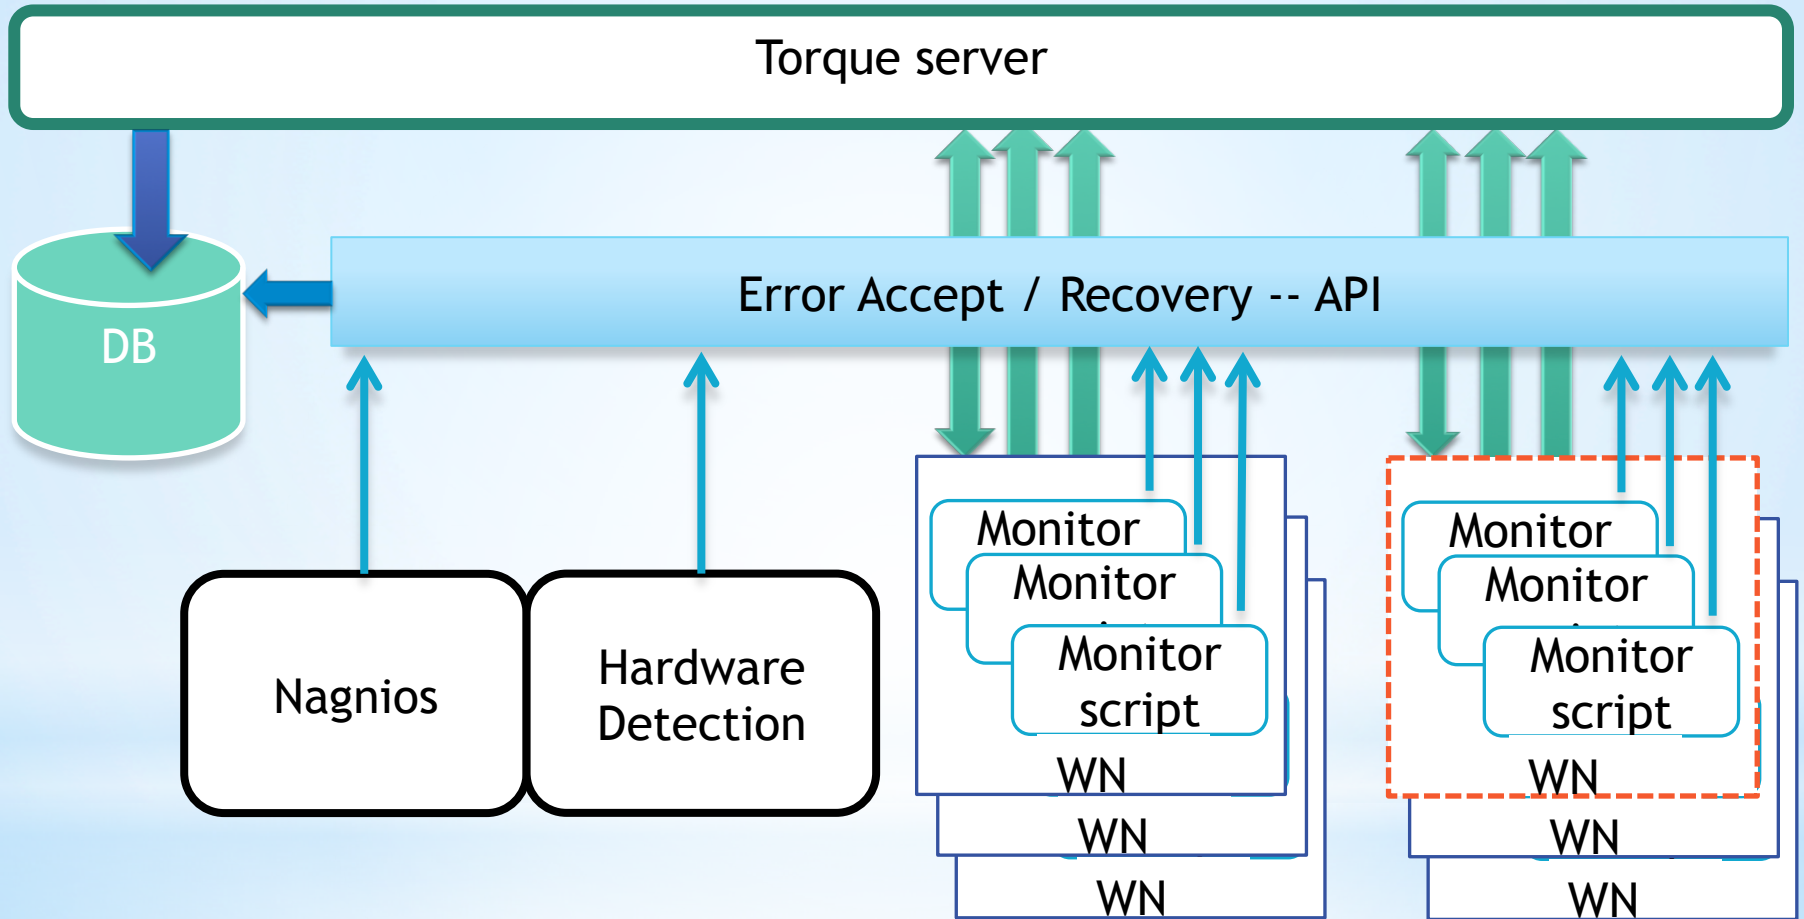 Torque server
Error Accept / Recovery -- API
DB
Nagnios
Hardware
Detection
Monitor
Monitor
Monitor
script
WN
WN
WN
Monitor
Monitor
Monitor
script
WN
WN
WN